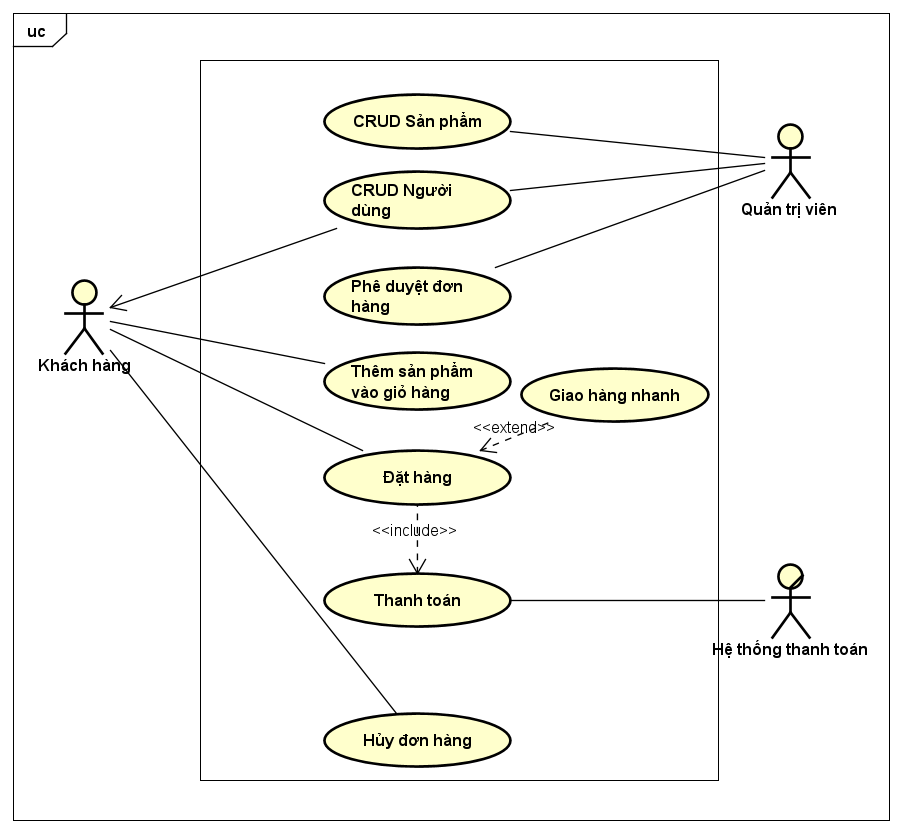 uc
CRUD Sản phẩm
CRUD Người
dùng
Quản trị viên
Phê duyệt đơn
hàng
Khách hàng
Thêm sản phẩm
vào giỏ hàng
Giao hàng nhanh
<<extend>>
Đặt hàng
<<include>>
Thanh toán
Hệ thống thanh toán
Hủy đơn hàng